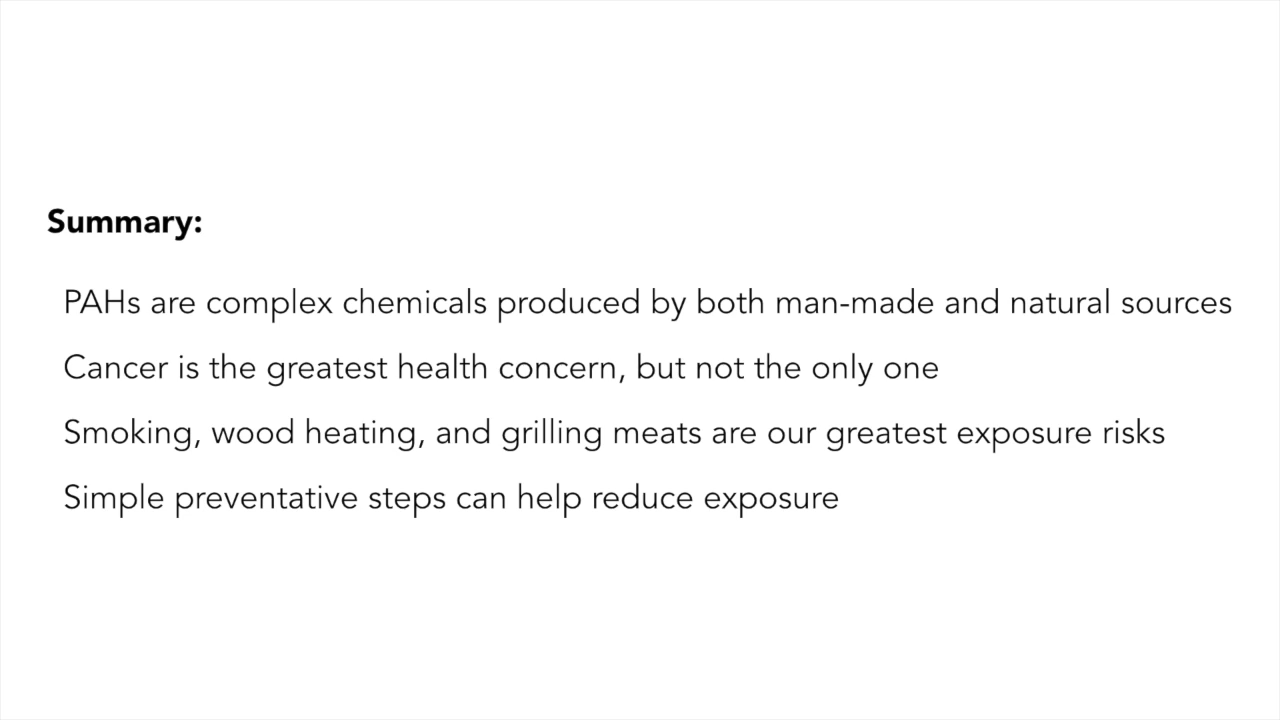 Summary:
PAHs are complex chemicals produced by both man-made and natural sources
Cancer is the greatest health concern, but not the only one
Smoking, wood heating, and grilling meats are our greatest exposure risks
Simple preventative steps can help reduce exposure